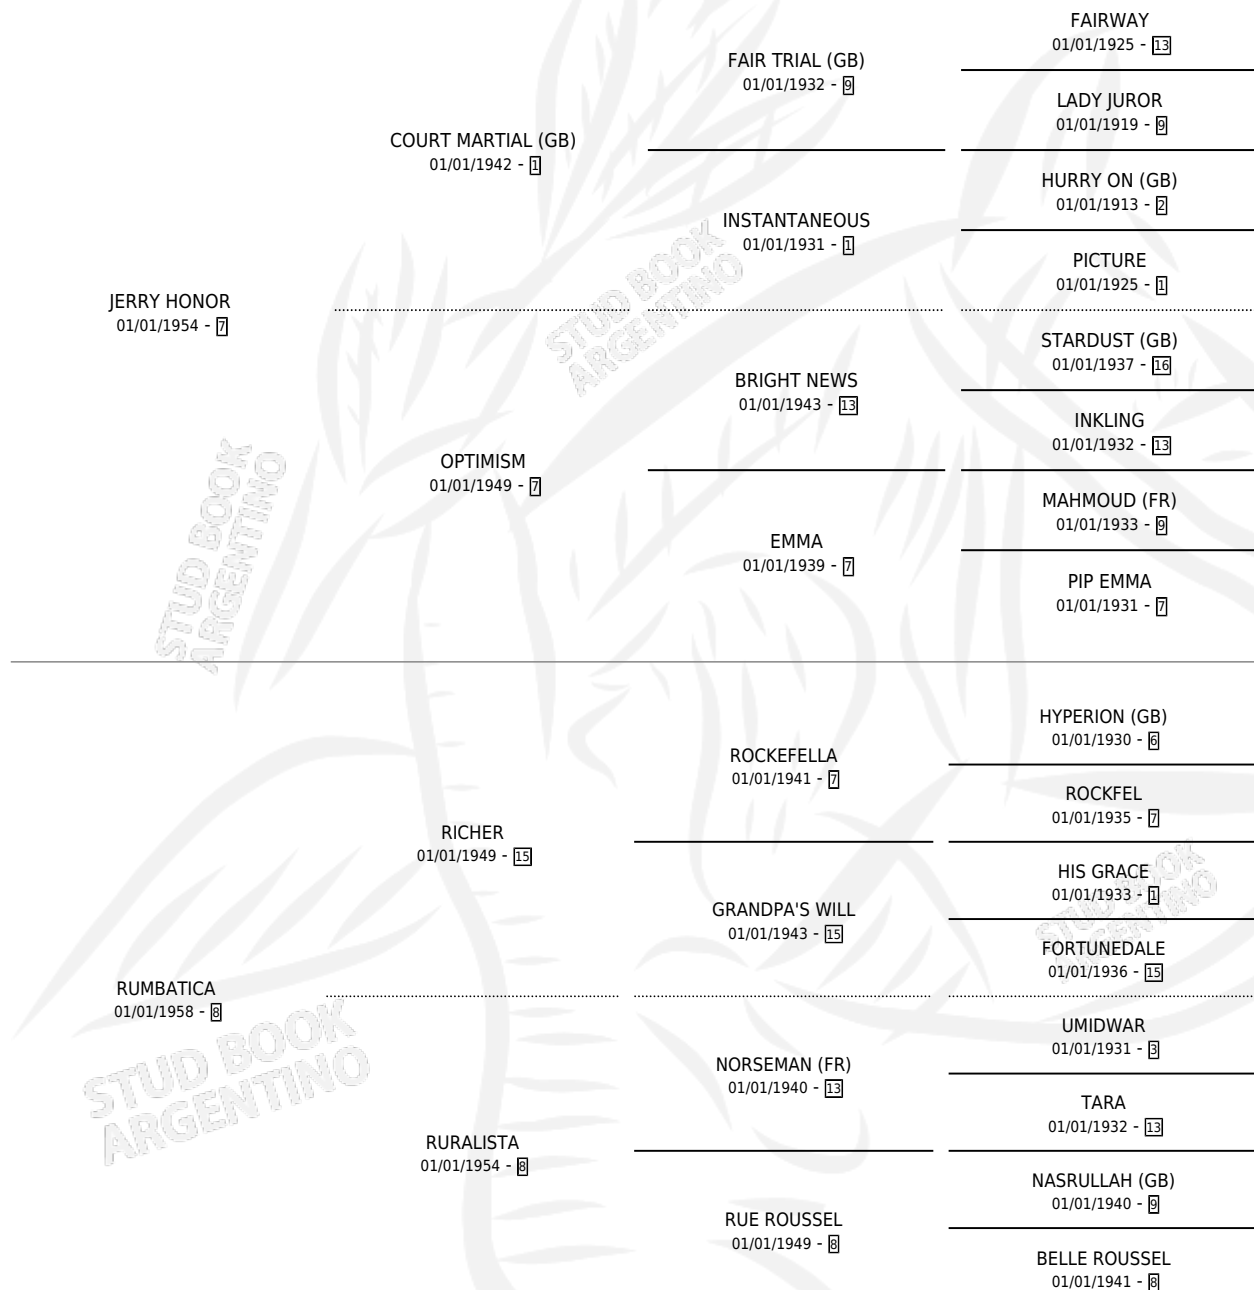 FAIRWAY
01/01/1925 - 13
FAIR TRIAL (GB)
01/01/1932 - 9
LADY JUROR
01/01/1919 - 9
COURT MARTIAL (GB)
01/01/1942 - 1
HURRY ON (GB)
01/01/1913 - 2
INSTANTANEOUS
01/01/1931 - 1
PICTURE
01/01/1925 - 1
JERRY HONOR
01/01/1954 - 7
STARDUST (GB)
01/01/1937 - 16
BRIGHT NEWS
01/01/1943 - 13
INKLING
01/01/1932 - 13
OPTIMISM
01/01/1949 - 7
MAHMOUD (FR)
01/01/1933 - 9
EMMA
01/01/1939 - 7
PIP EMMA
01/01/1931 - 7
HYPERION (GB)
01/01/1930 - 6
ROCKEFELLA
01/01/1941 - 7
ROCKFEL
01/01/1935 - 7
RICHER
01/01/1949 - 15
HIS GRACE
01/01/1933 - 1
GRANDPA'S WILL
01/01/1943 - 15
FORTUNEDALE
01/01/1936 - 15
RUMBATICA
01/01/1958 - 8
UMIDWAR
01/01/1931 - 3
NORSEMAN (FR)
01/01/1940 - 13
TARA
01/01/1932 - 13
RURALISTA
01/01/1954 - 8
NASRULLAH (GB)
01/01/1940 - 9
RUE ROUSSEL
01/01/1949 - 8
BELLE ROUSSEL
01/01/1941 - 8
STUD BOOK
ARGENTINO
STUD BOOK
ARGENTINO
STUD BOOK
ARGENTINO
STUD BOOK
ARGENTINO